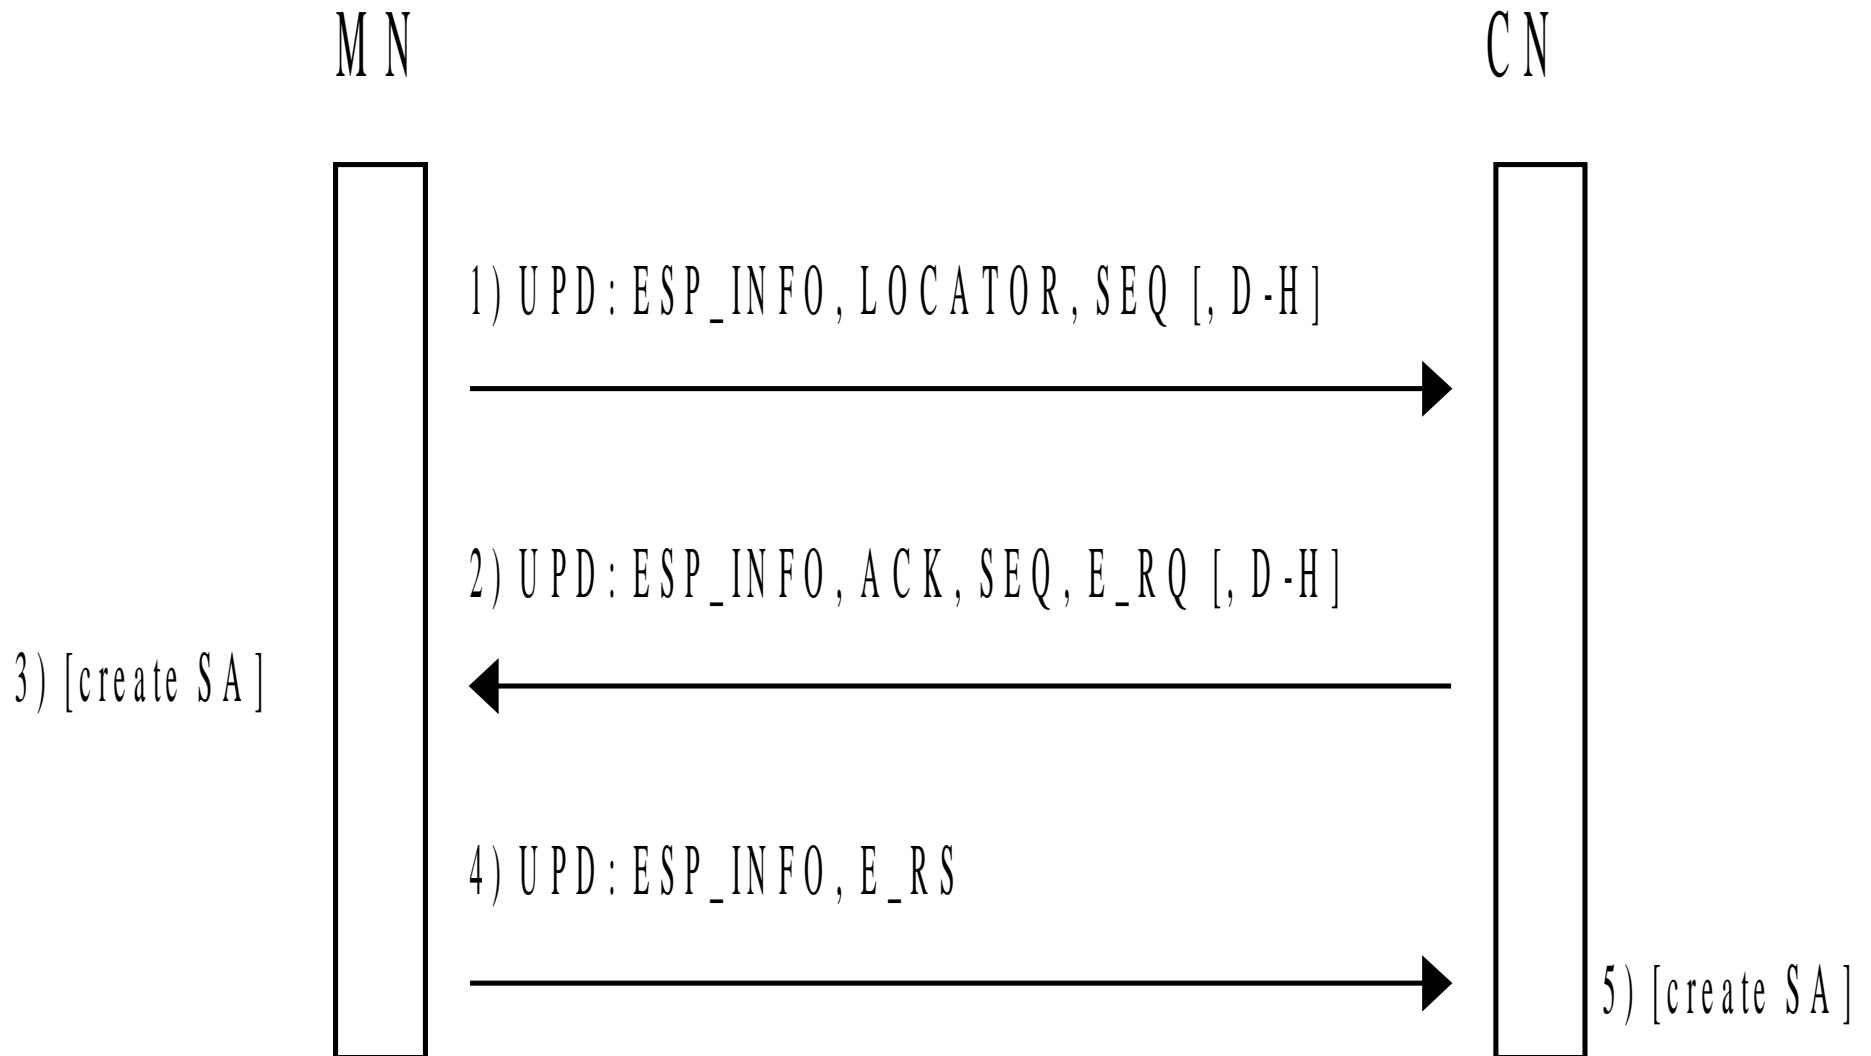 MN
CN
1) UPD: ESP_INFO, LOCATOR, SEQ [, D-H]
2) UPD: ESP_INFO, ACK, SEQ, E_RQ [, D-H]
3) [create SA]
4) UPD: ESP_INFO, E_RS
5) [create SA]